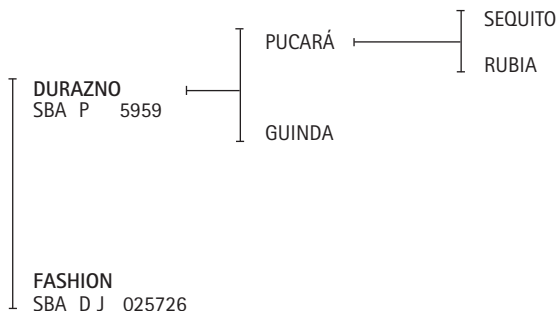 SEQUITO
PUCARÁ
RUBIA
DURAZNO
SBA P 5959
GUINDA
FASHION
SBA D J 025726